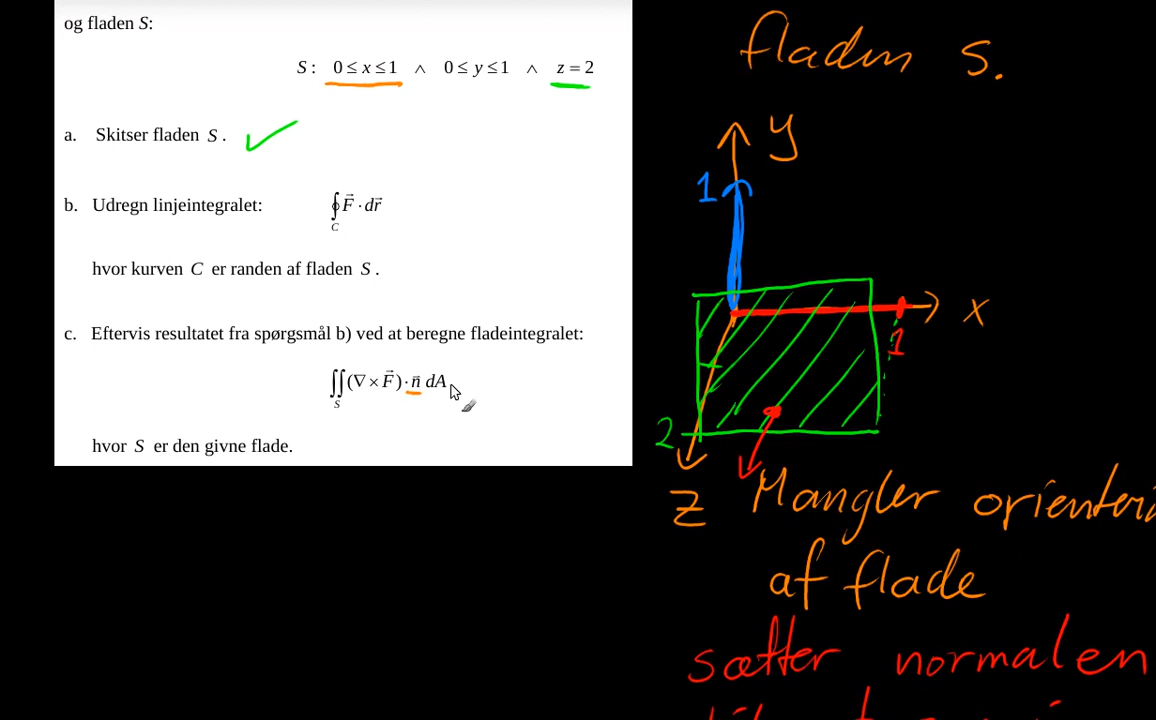 og fladen S:
S: 0 ≤ x ≤ 1 ∧ 0 ≤ y ≤ 1 ∧ z = 2
a. Skitser fladen S.
b. Udregn linjeintegralet: ∮_C F⃗ · dr⃗
hvor kurven C er randen af fladen S.
c. Eftervis resultatet fra spørgsmål b) ved at beregne fladeintegralet:
∬_S (∇ × F⃗) · n⃗ dA
hvor S er den givne flade.
fladen S.
y
1
x
1
2
z
Mangler orienteri
af flade
sætter normalen